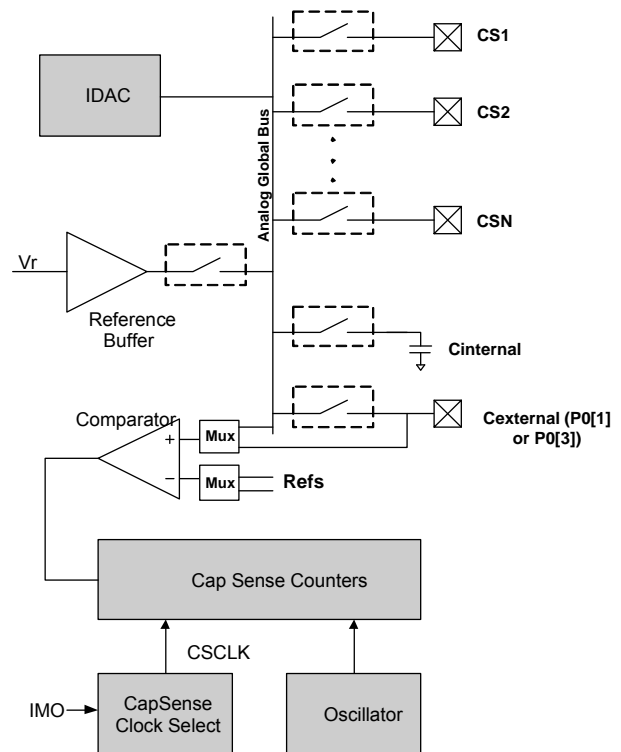 CS1
IDAC
CS2
Analog Global Bus
CSN
Vr
Reference
Buffer
Cinternal
Comparator
Cexternal (P0[1]
or P0[3])
+
Mux
−
Mux
Refs
Cap Sense Counters
CSCLK
IMO
CapSense
Clock Select
Oscillator